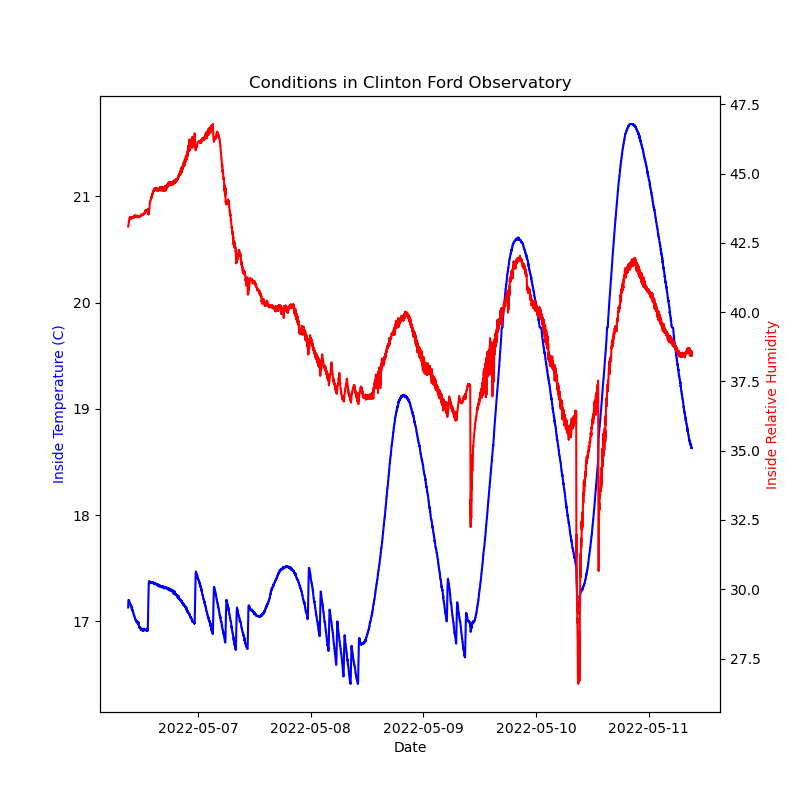 Conditions in Clinton Ford Observatory
Inside Temperature (C)
21
20
19
18
17
47.5
45.0
42.5
40.0
37.5
35.0
32.5
30.0
27.5
Inside Relative Humidity
2022-05-07 2022-05-08 2022-05-09 2022-05-10 2022-05-11
Date